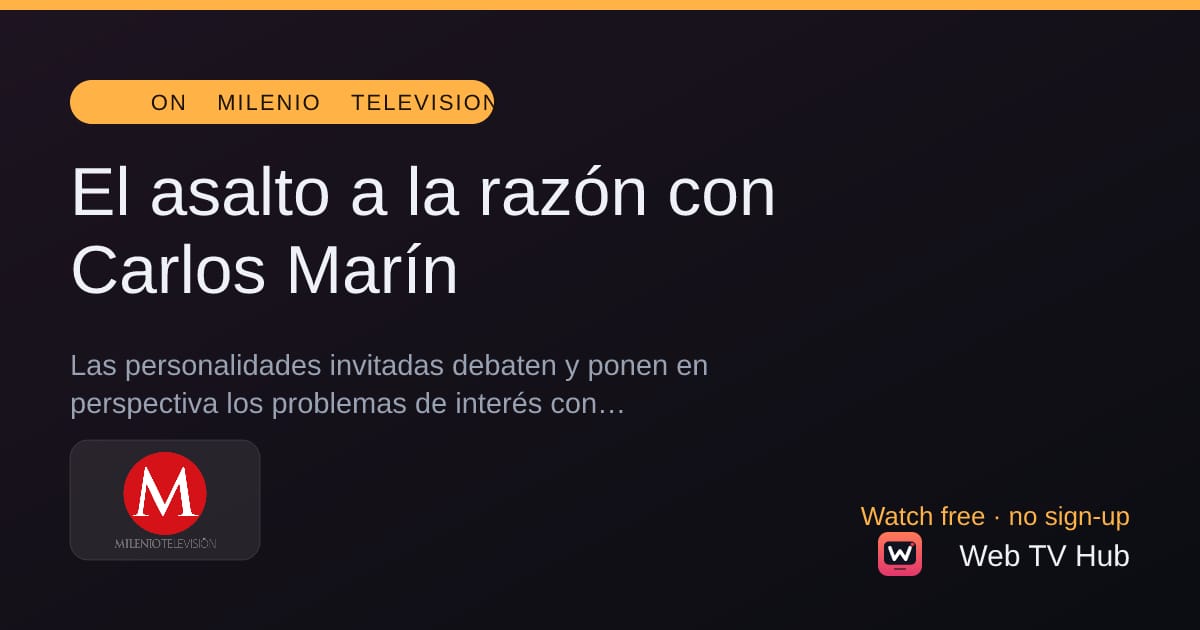 ON MILENIO TELEVISION
El asalto a la razón con
Carlos Marín
Las personalidades invitadas debaten y ponen en
perspectiva los problemas de interés con…
M
MILENIOTELEVISIÓN
Watch free · no sign-up
W
Web TV Hub